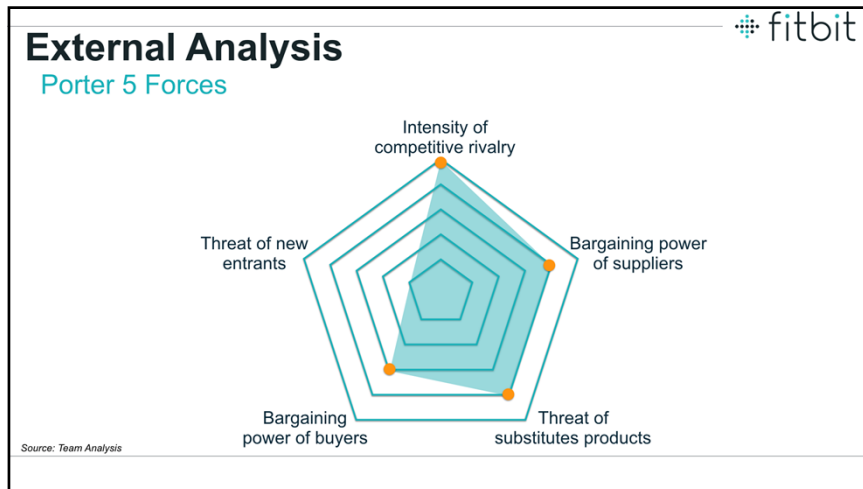 fitbit
External Analysis
Porter 5 Forces
Intensity of
competitive rivalry
Threat of new
entrants
Bargaining power
of suppliers
Bargaining
power of buyers
Threat of
substitutes products
Source: Team Analysis